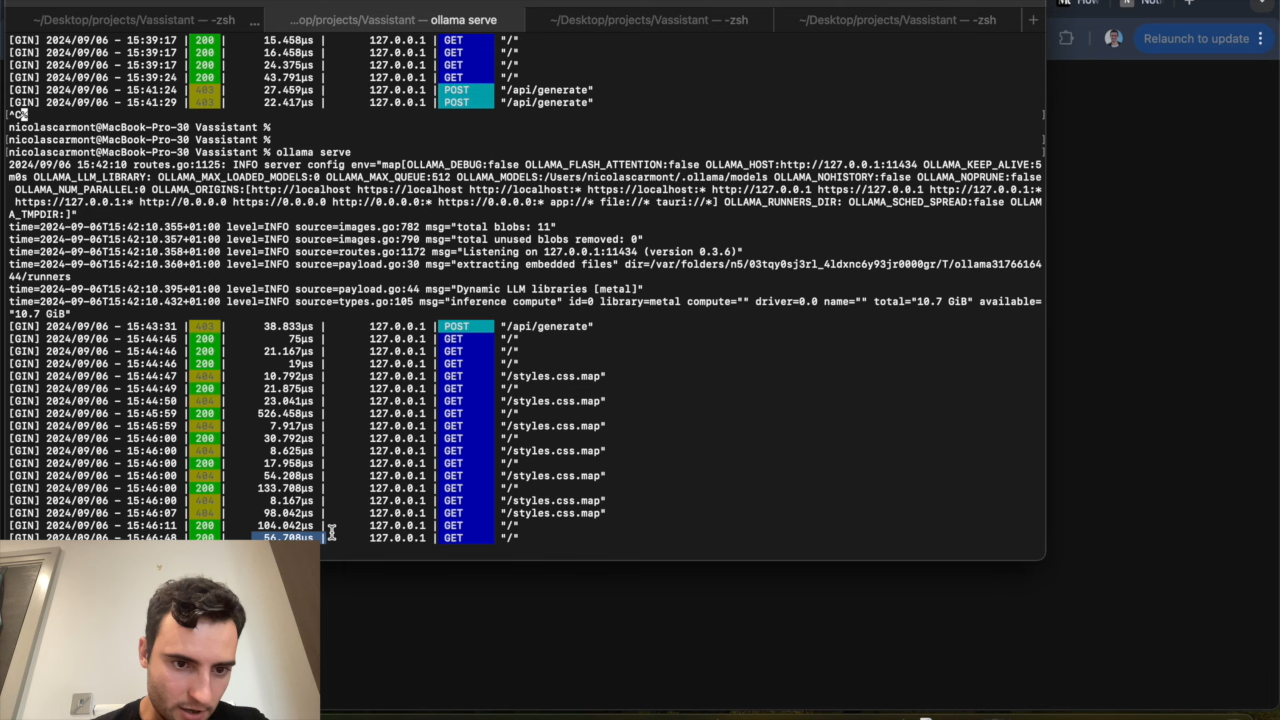 ~/Desktop/projects/Vassistant — -zsh ... ...op/projects/Vassistant — ollama serve ~/Desktop/projects/Vassistant — -zsh ~/Desktop/projects/Vassistant — -zsh +
Relaunch to update
[GIN] 2024/09/06 – 15:39:17 | 200 | 15.458µs | 127.0.0.1 | GET "/"
[GIN] 2024/09/06 – 15:39:17 | 200 | 16.458µs | 127.0.0.1 | GET "/"
[GIN] 2024/09/06 – 15:39:17 | 200 | 24.375µs | 127.0.0.1 | GET "/"
[GIN] 2024/09/06 – 15:39:24 | 200 | 43.791µs | 127.0.0.1 | GET "/"
[GIN] 2024/09/06 – 15:41:24 | 403 | 27.459µs | 127.0.0.1 | POST "/api/generate"
[GIN] 2024/09/06 – 15:41:29 | 403 | 22.417µs | 127.0.0.1 | POST "/api/generate"
^C%
nicolascarmont@MacBook-Pro-30 Vassistant %
nicolascarmont@MacBook-Pro-30 Vassistant %
nicolascarmont@MacBook-Pro-30 Vassistant % ollama serve
2024/09/06 15:42:10 routes.go:1125: INFO server config env="map[OLLAMA_DEBUG:false OLLAMA_FLASH_ATTENTION:false OLLAMA_HOST:http://127.0.0.1:11434 OLLAMA_KEEP_ALIVE:5
m0s OLLAMA_LLM_LIBRARY: OLLAMA_MAX_LOADED_MODELS:0 OLLAMA_MAX_QUEUE:512 OLLAMA_MODELS:/Users/nicolascarmont/.ollama/models OLLAMA_NOHISTORY:false OLLAMA_NOPRUNE:false
OLLAMA_NUM_PARALLEL:0 OLLAMA_ORIGINS:[http://localhost https://localhost http://localhost:* https://localhost:* http://127.0.0.1 https://127.0.0.1 http://127.0.0.1:*
https://127.0.0.1:* http://0.0.0.0 https://0.0.0.0 http://0.0.0.0:* https://0.0.0.0:* app://* file://* tauri://*] OLLAMA_RUNNERS_DIR: OLLAMA_SCHED_SPREAD:false OLLAM
A_TMPDIR:]"
time=2024-09-06T15:42:10.355+01:00 level=INFO source=images.go:782 msg="total blobs: 11"
time=2024-09-06T15:42:10.357+01:00 level=INFO source=images.go:790 msg="total unused blobs removed: 0"
time=2024-09-06T15:42:10.358+01:00 level=INFO source=routes.go:1172 msg="Listening on 127.0.0.1:11434 (version 0.3.6)"
time=2024-09-06T15:42:10.360+01:00 level=INFO source=payload.go:30 msg="extracting embedded files" dir=/var/folders/n5/03tqy0sj3rl_4ldxnc6y93jr0000gr/T/ollama31766164
44/runners
time=2024-09-06T15:42:10.395+01:00 level=INFO source=payload.go:44 msg="Dynamic LLM libraries [metal]"
time=2024-09-06T15:42:10.432+01:00 level=INFO source=types.go:105 msg="inference compute" id=0 library=metal compute="" driver=0.0 name="" total="10.7 GiB" available=
"10.7 GiB"
[GIN] 2024/09/06 – 15:43:31 | 403 | 38.833µs | 127.0.0.1 | POST "/api/generate"
[GIN] 2024/09/06 – 15:44:45 | 200 | 75µs | 127.0.0.1 | GET "/"
[GIN] 2024/09/06 – 15:44:46 | 200 | 21.167µs | 127.0.0.1 | GET "/"
[GIN] 2024/09/06 – 15:44:46 | 200 | 19µs | 127.0.0.1 | GET "/"
[GIN] 2024/09/06 – 15:44:47 | 404 | 10.792µs | 127.0.0.1 | GET "/styles.css.map"
[GIN] 2024/09/06 – 15:44:49 | 200 | 21.875µs | 127.0.0.1 | GET "/"
[GIN] 2024/09/06 – 15:44:50 | 404 | 23.041µs | 127.0.0.1 | GET "/styles.css.map"
[GIN] 2024/09/06 – 15:45:59 | 200 | 526.458µs | 127.0.0.1 | GET "/"
[GIN] 2024/09/06 – 15:45:59 | 404 | 7.917µs | 127.0.0.1 | GET "/styles.css.map"
[GIN] 2024/09/06 – 15:46:00 | 200 | 30.792µs | 127.0.0.1 | GET "/"
[GIN] 2024/09/06 – 15:46:00 | 404 | 8.625µs | 127.0.0.1 | GET "/styles.css.map"
[GIN] 2024/09/06 – 15:46:00 | 200 | 17.958µs | 127.0.0.1 | GET "/"
[GIN] 2024/09/06 – 15:46:00 | 404 | 54.208µs | 127.0.0.1 | GET "/styles.css.map"
[GIN] 2024/09/06 – 15:46:00 | 200 | 133.708µs | 127.0.0.1 | GET "/"
[GIN] 2024/09/06 – 15:46:00 | 404 | 8.167µs | 127.0.0.1 | GET "/styles.css.map"
[GIN] 2024/09/06 – 15:46:07 | 404 | 98.042µs | 127.0.0.1 | GET "/styles.css.map"
[GIN] 2024/09/06 – 15:46:11 | 200 | 104.042µs | 127.0.0.1 | GET "/"
[GIN] 2024/09/06 – 15:46:48 | 200 | 56.708µs | 127.0.0.1 | GET "/"